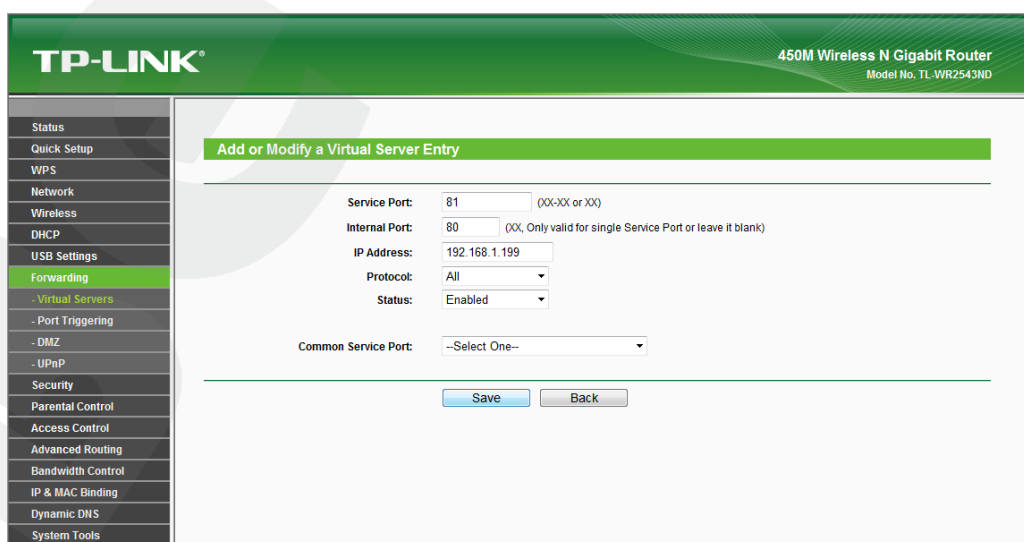 TP-LINK®
450M Wireless N Gigabit Router
Model No. TL-WR2543ND
Status
Quick Setup
WPS
Network
Wireless
DHCP
USB Settings
Forwarding
- Virtual Servers
- Port Triggering
- DMZ
- UPnP
Security
Parental Control
Access Control
Advanced Routing
Bandwidth Control
IP & MAC Binding
Dynamic DNS
System Tools
Add or Modify a Virtual Server Entry
Service Port: 81 (XX-XX or XX)
Internal Port: 80 (XX, Only valid for single Service Port or leave it blank)
IP Address: 192.168.1.199
Protocol: All
Status: Enabled
Common Service Port: --Select One--
Save Back